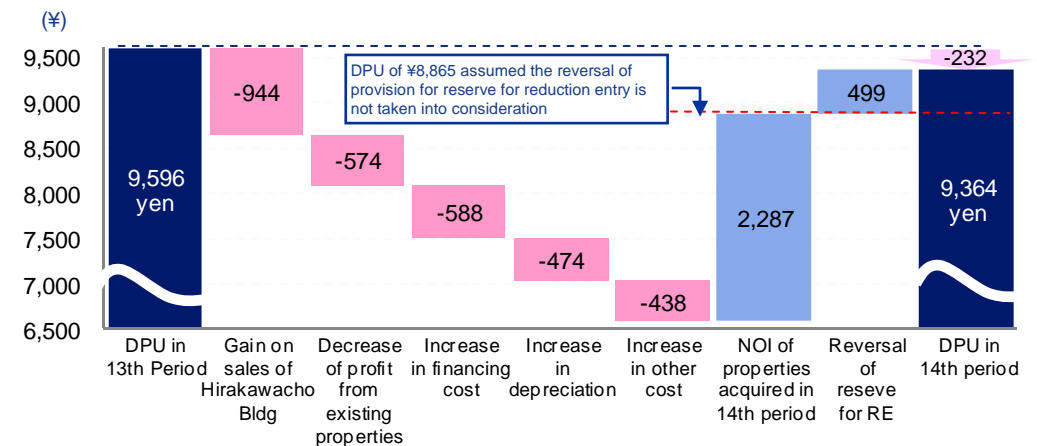 (¥)
9,500
9,000
8,500
8,000
7,500
7,000
6,500
9,596
yen
-944
-574
-588
-474
-438
DPU of ¥8,865 assumed the reversal of
provision for reserve for reduction entry is
not taken into consideration
2,287
499
-232
9,364
yen
DPU in
13th Period
Gain on
sales of
Hirakawacho
Bldg
Decrease
of profit
from
existing
properties
Increase
in financing
cost
Increase
in
depreciation
Increase
in other
cost
NOI of
properties
acquired in
14th period
Reversal
of
reseve
for RE
DPU in
14th period